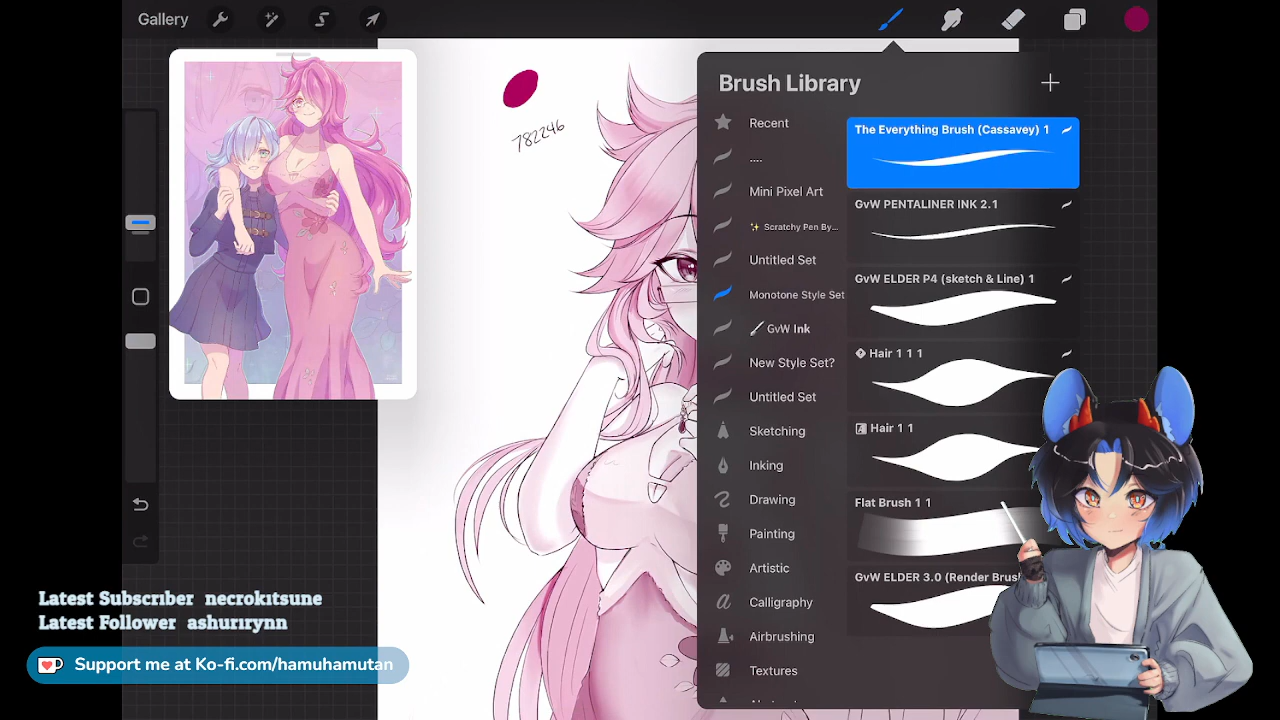 Gallery
782246
Brush Library
Recent
....
Mini Pixel Art
✨ Scratchy Pen By...
Untitled Set
Monotone Style Set
GvW Ink
New Style Set?
Untitled Set
Sketching
Inking
Drawing
Painting
Artistic
Calligraphy
Airbrushing
Textures
The Everything Brush (Cassavey) 1
GvW PENTALINER INK 2.1
GvW ELDER P4 (sketch & Line) 1
Hair 1 1 1
Hair 1 1
Flat Brush 1 1
GvW ELDER 3.0 (Render Brush
Latest Subscriber necrokitsune
Latest Follower ashurirynn
Support me at Ko-fi.com/hamuhamutan